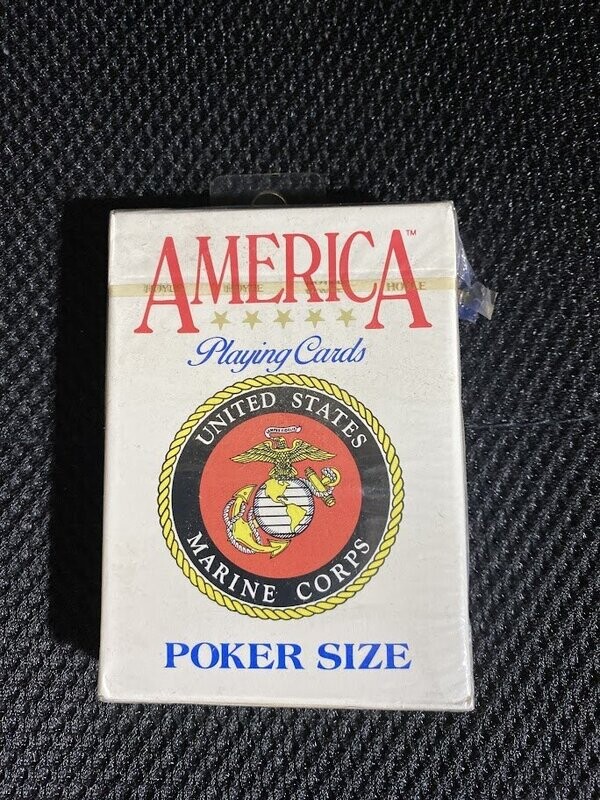 AMERICA™
HOYLE HOYLE HOYLE HOYLE
Playing Cards
UNITED STATES
MARINE CORPS
POKER SIZE